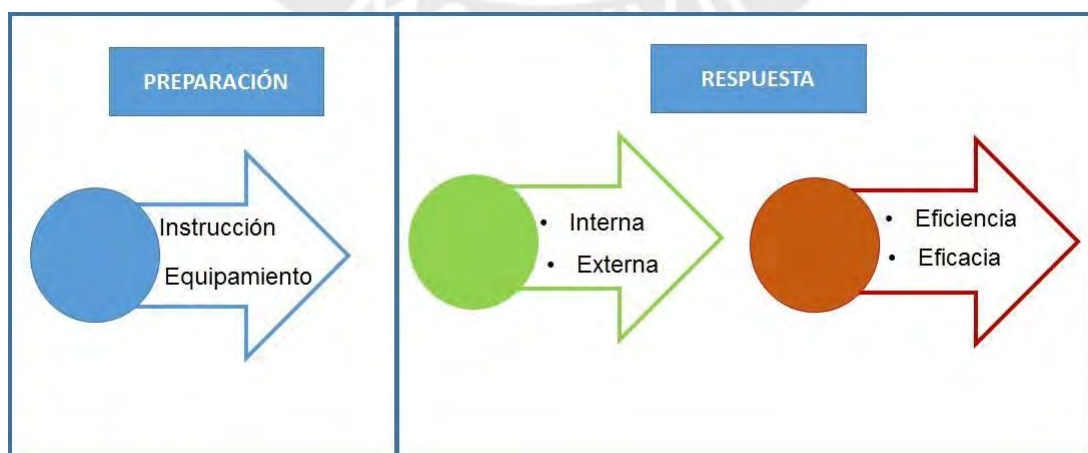 PREPARACIÓN
RESPUESTA
Instrucción
Equipamiento
• Interna
• Externa
• Eficiencia
• Eficacia